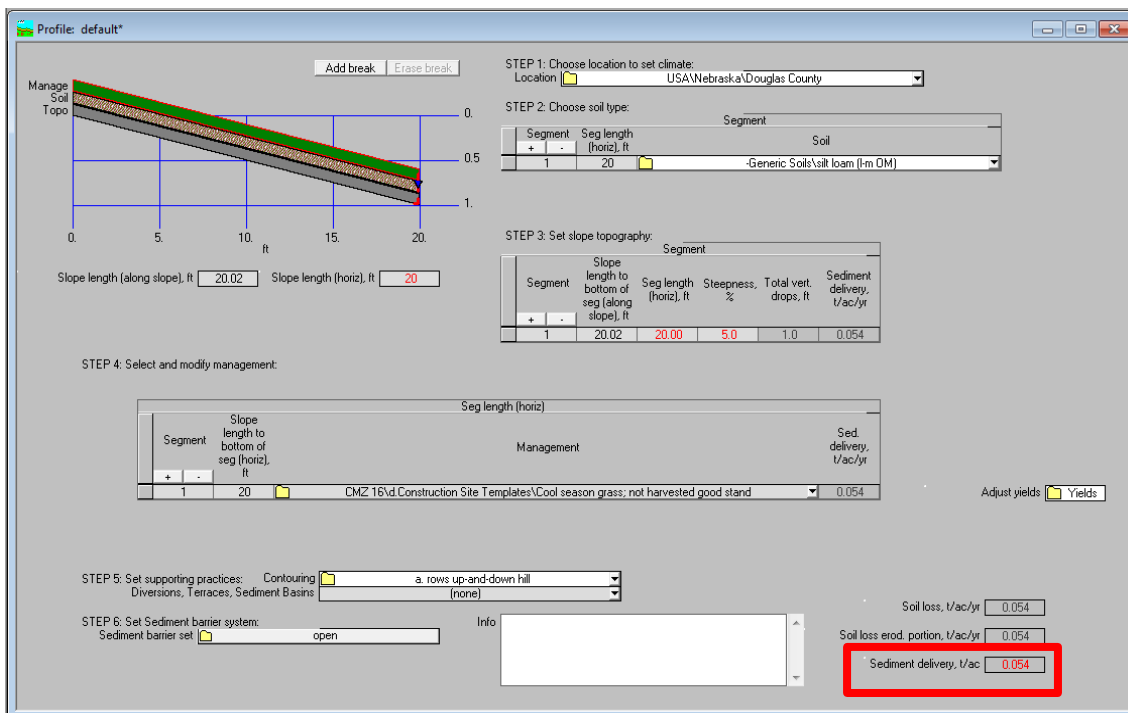 Profile: default*
Add break Erase break
Manage
Soil
Topo
0.
0.5
1.
0. 5. 10. 15. 20.
ft
Slope length (along slope), ft 20.02 Slope length (horiz), ft 20
STEP 1: Choose location to set climate:
Location USA\Nebraska\Douglas County
STEP 2: Choose soil type:
Segment
Segment Seg length (horiz), ft Soil
+ -
1 20 -Generic Soils\silt loam (l-m OM)
STEP 3: Set slope topography:
Segment
Segment Slope length to bottom of seg (along slope), ft Seg length (horiz), ft Steepness, % Total vert. drops, ft Sediment delivery, t/ac/yr
+ -
1 20.02 20.00 5.0 1.0 0.054
STEP 4: Select and modify management:
Seg length (horiz)
Segment Slope length to bottom of seg (horiz), ft Management Sed. delivery, t/ac/yr
+ -
1 20 CMZ 16\d.Construction Site Templates\Cool season grass; not harvested good stand 0.054
Adjust yields Yields
STEP 5: Set supporting practices: Contouring a. rows up-and-down hill
Diversions, Terraces, Sediment Basins (none)
STEP 6: Set Sediment barrier system:
Sediment barrier set open
Info
Soil loss, t/ac/yr 0.054
Soil loss erod. portion, t/ac/yr 0.054
Sediment delivery, t/ac 0.054